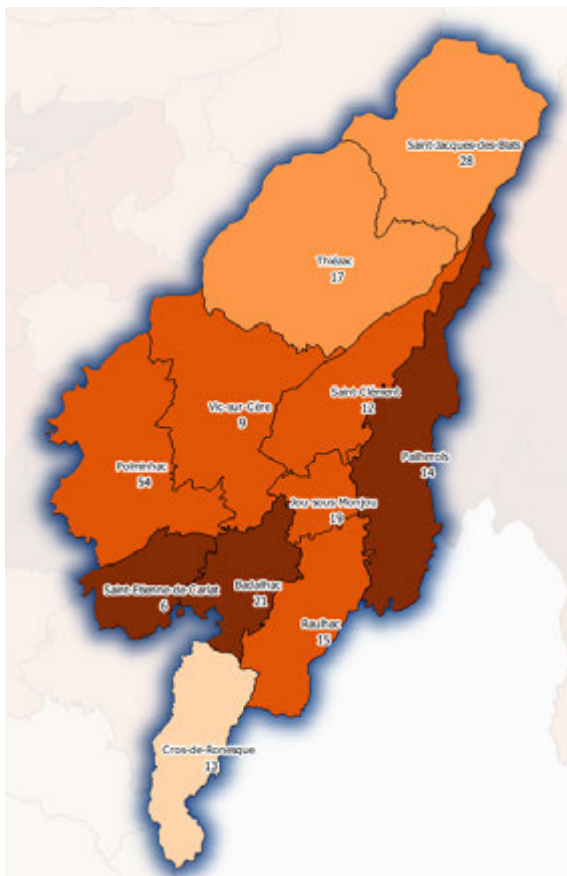 Saint-Jacques-des-Blats
28
Thiézac
17
Saint-Clément
12
Vic-sur-Cère
9
Pailherols
14
Polminhac
54
Jou-sous-Monjou
19
Saint-Etienne-de-Carlat
6
Badailhac
21
Raulhac
15
Cros-de-Ronesque
13